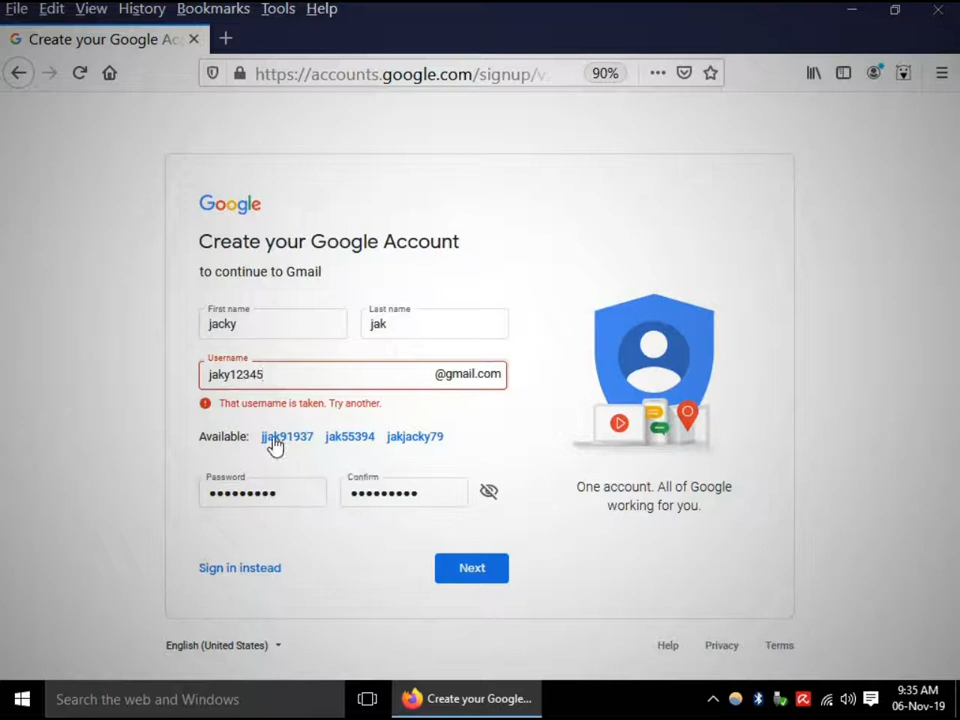 File Edit View History Bookmarks Tools Help
Create your Google Ac
https://accounts.google.com/signup/v. 90%
Google
Create your Google Account
to continue to Gmail
First name Last name
jacky jak
Username
jaky12345 @gmail.com
That username is taken. Try another.
Available: jjak91937 jak55394 jakjacky79
Password Confirm
One account. All of Google
working for you.
Sign in instead Next
English (United States) Help Privacy Terms
Search the web and Windows Create your Google... 9:35 AM
06-Nov-19